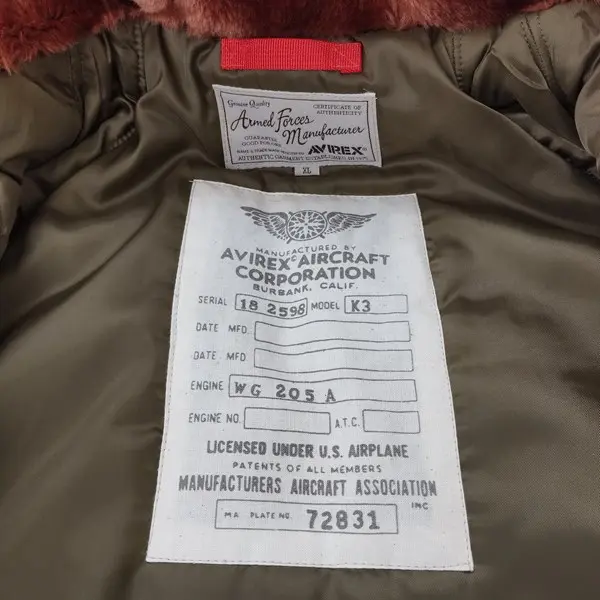 Genuine Quality
CERTIFICATE OF
AUTHENTICITY
Armed Forces
Manufacturer
GUARANTEE
AVIREX
AUTHENTIC GARMENT ESTABLISHED IN 1975
XL
MANUFACTURED BY
AVIREX AIRCRAFT
CORPORATION
BURBANK, CALIF.
SERIAL 18 2598 MODEL K3
DATE MFD.
DATE MFD.
ENGINE WG 205 A
ENGINE NO. A.T.C.
LICENSED UNDER U.S. AIRPLANE
PATENTS OF ALL MEMBERS
MANUFACTURERS AIRCRAFT ASSOCIATION
INC
MA PLATE NO. 72831